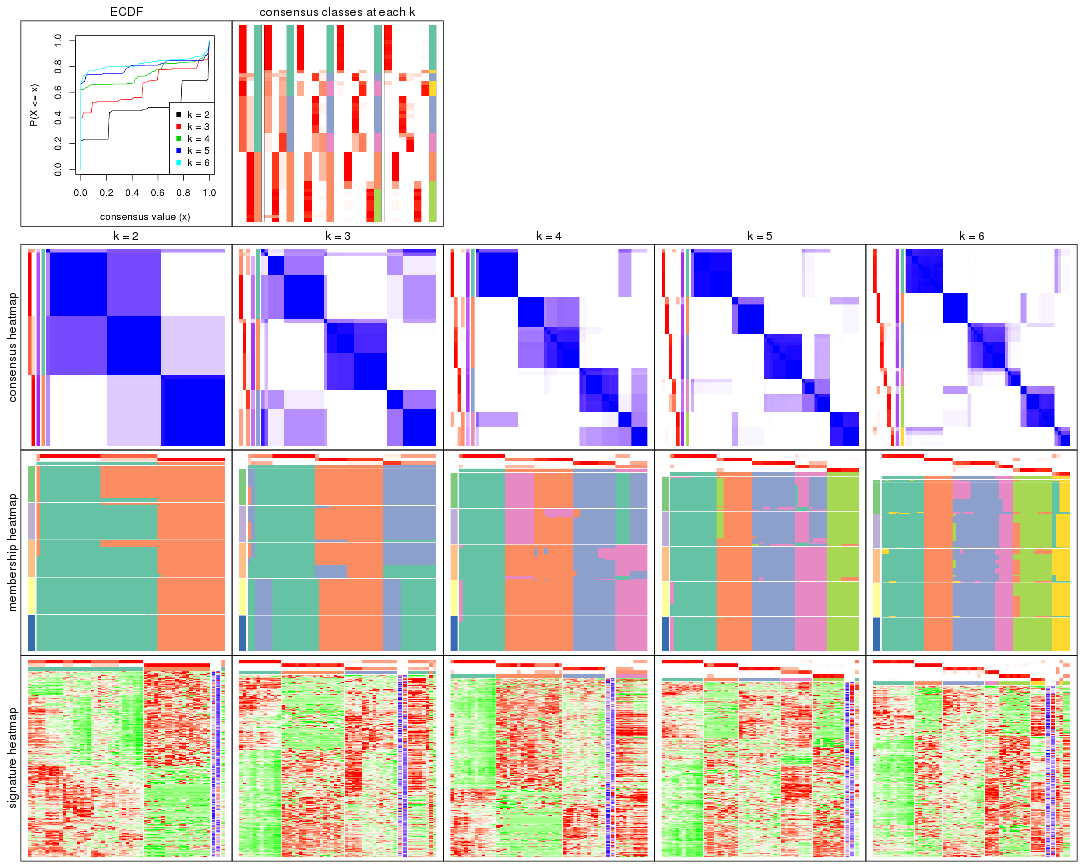 ECDF
consensus classes at each k
P(X <= x)
1.0
0.8
0.6
0.4
0.2
0.0
k = 2
k = 3
k = 4
k = 5
k = 6
0.0 0.2 0.4 0.6 0.8 1.0
consensus value (x)
k = 2
k = 3
k = 4
k = 5
k = 6
consensus heatmap
membership heatmap
signature heatmap